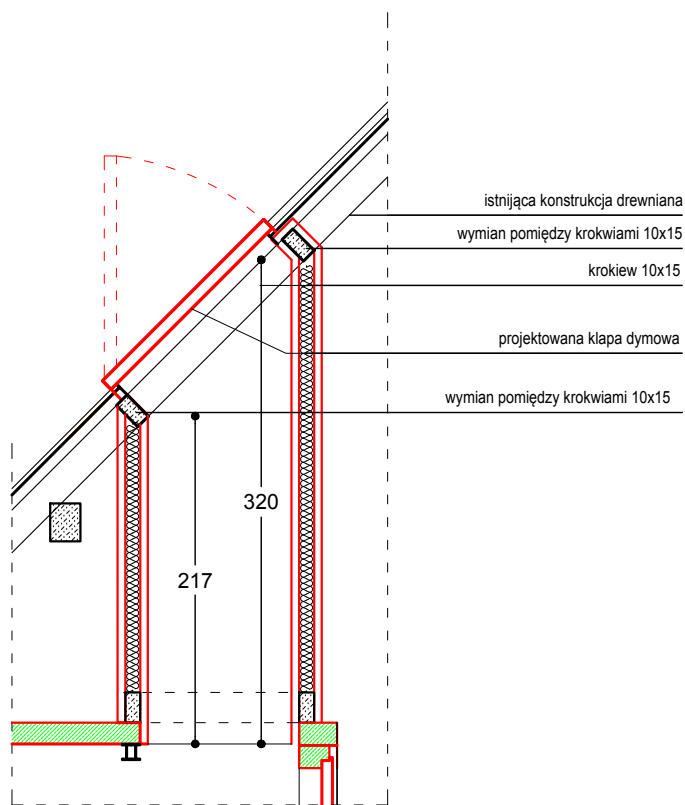 istnijąca konstrukcja drewniana
wymian pomiędzy krokwiami 10x15
krokiew 10x15
projektowana klapa dymowa
wymian pomiędzy krokwiami 10x15
320
217